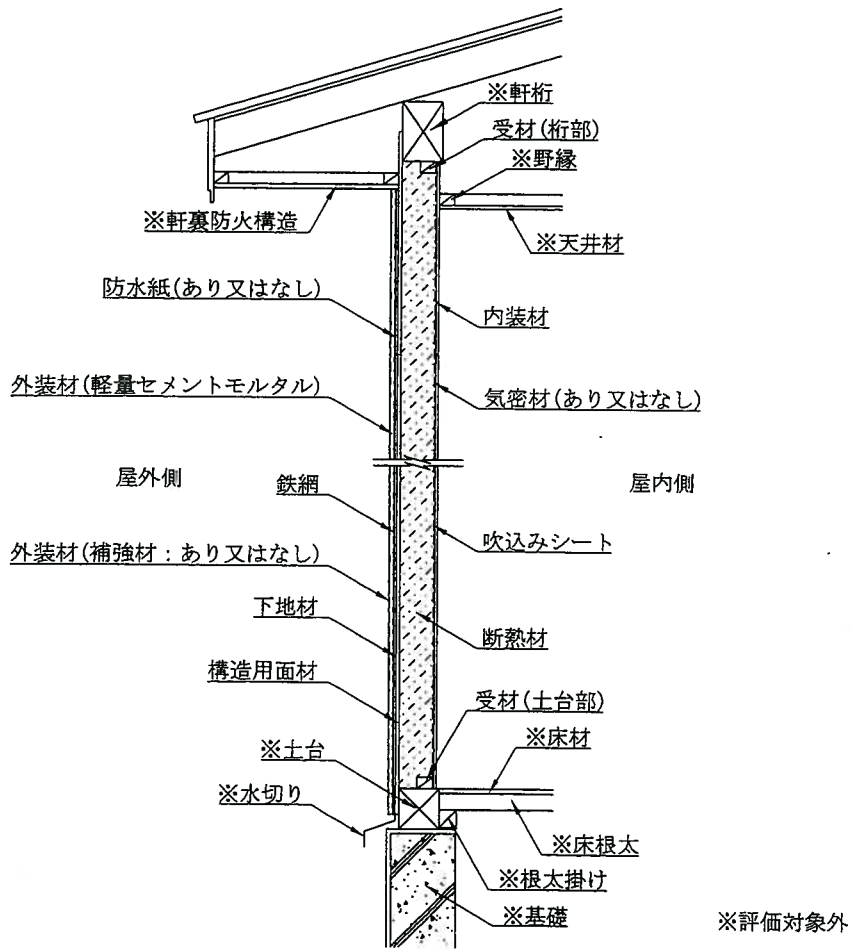 ※軒桁
受材(桁部)
※野縁
※軒裏防火構造
※天井材
防水紙(あり又はなし)
内装材
外装材(軽量セメントモルタル)
気密材(あり又はなし)
屋外側
鉄網
屋内側
外装材(補強材：あり又はなし)
吹込みシート
下地材
断熱材
構造用面材
受材(土台部)
※土台
※床材
※水切り
※床根太
※根太掛け
※基礎
※評価対象外